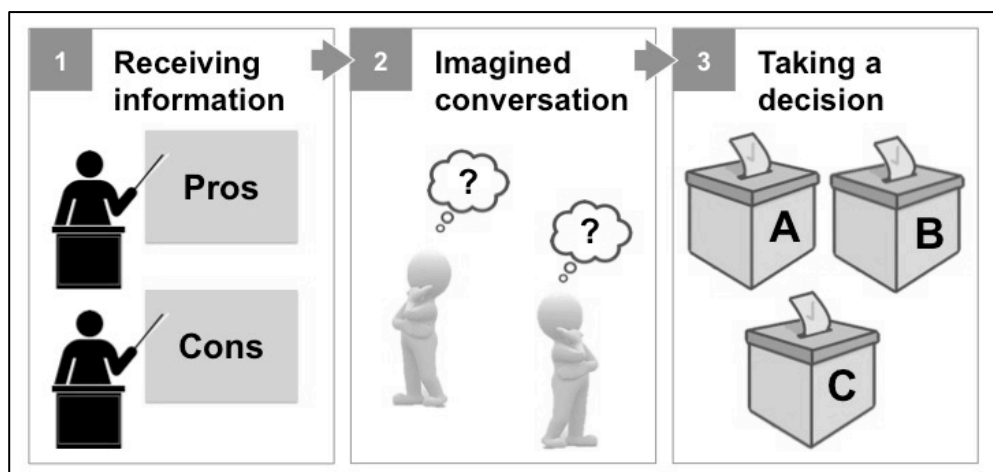 1
Receiving
information
Pros
Cons
2
Imagined
conversation
?
?
3
Taking a
decision
A
B
C